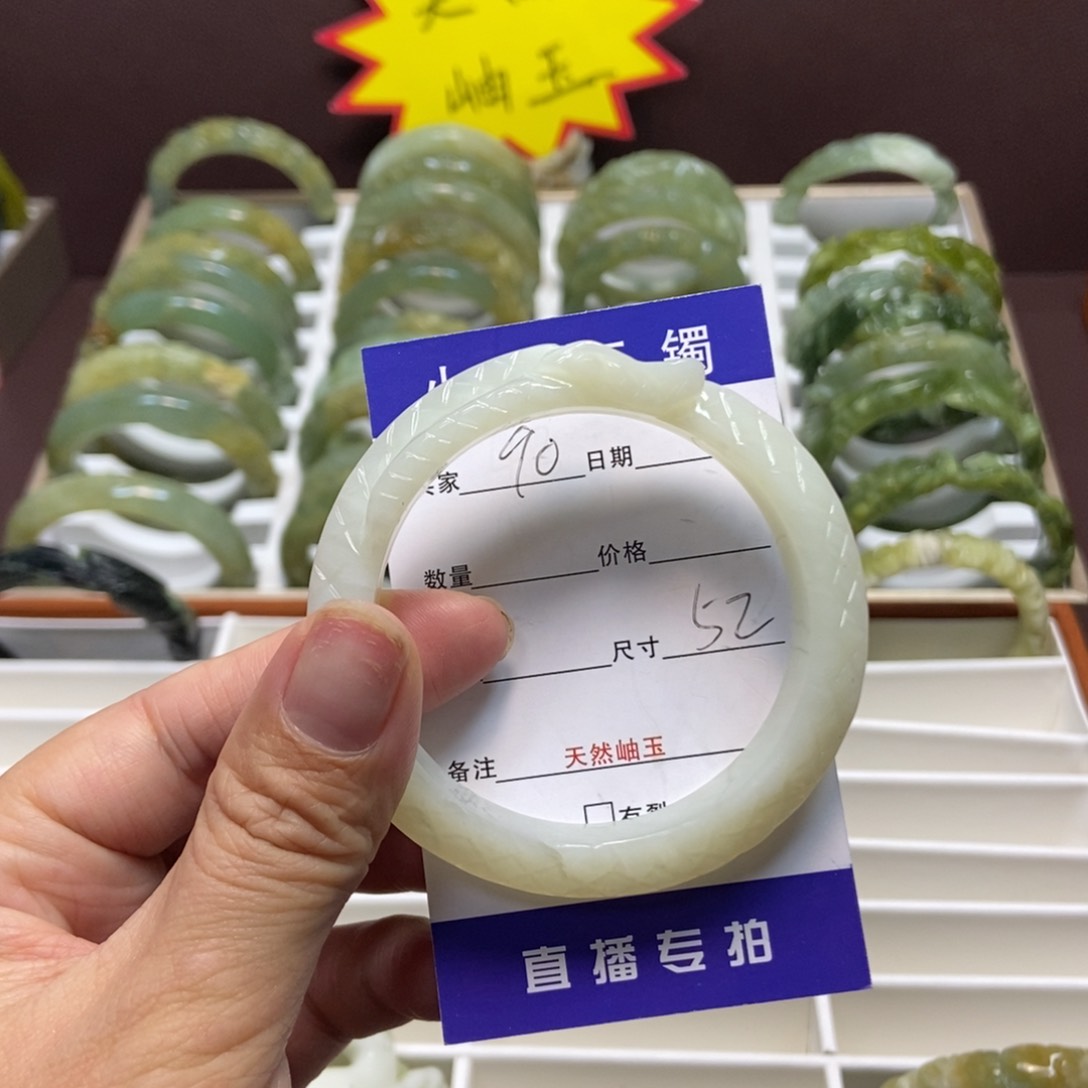 岫玉
镯
家 90 日期
数量 价格
尺寸 52
备注 天然岫玉
直播专拍